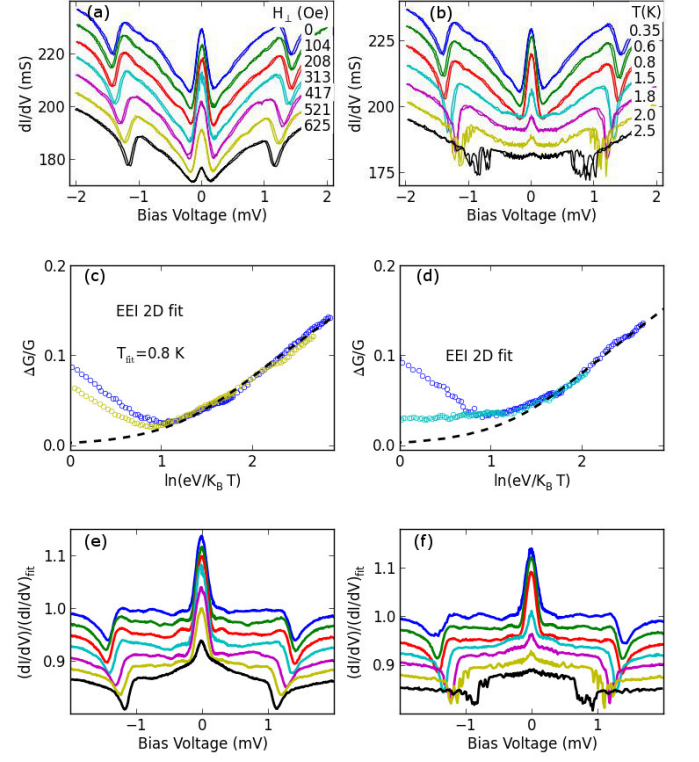 (a)
H⊥ (Oe)
0
104
208
313
417
521
625
220
200
180
dI/dV (mS)
−2
−1
0
1
2
Bias Voltage (mV)
(b)
T(K)
0.35
0.6
0.8
1.5
1.8
2.0
2.5
225
200
175
dI/dV (mS)
−2
−1
0
1
2
Bias Voltage (mV)
(c)
EEI 2D fit
T_fit=0.8 K
0.2
0.1
0.0
ΔG/G
0
1
2
ln(eV/K_B T)
(d)
EEI 2D fit
0.2
0.1
0.0
ΔG/G
0
1
2
ln(eV/K_B T)
(e)
1.1
1.0
0.9
(dI/dV)/(dI/dV)_fit
−1
0
1
Bias Voltage (mV)
(f)
1.1
1.0
0.9
(dI/dV)/(dI/dV)_fit
−1
0
1
Bias Voltage (mV)